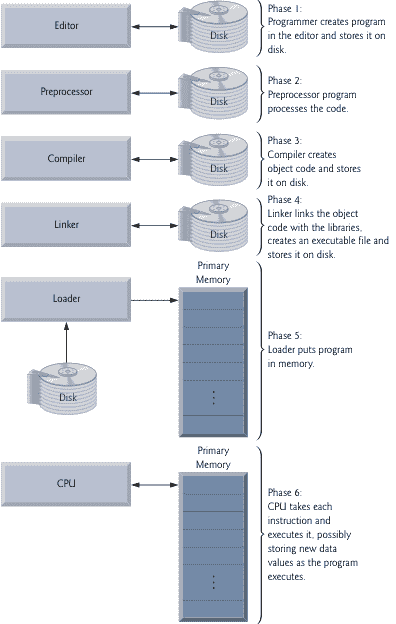 Editor
Disk
Phase 1:
Programmer creates program
in the editor and stores it on
disk.
Preprocessor
Disk
Phase 2:
Preprocessor program
processes the code.
Compiler
Disk
Phase 3:
Compiler creates
object code and stores
it on disk.
Linker
Disk
Phase 4:
Linker links the object
code with the libraries,
creates an executable file and
stores it on disk.
Primary
Memory
Loader
Disk
Phase 5:
Loader puts program
in memory.
Primary
Memory
CPU
Phase 6:
CPU takes each
instruction and
executes it, possibly
storing new data
values as the program
executes.